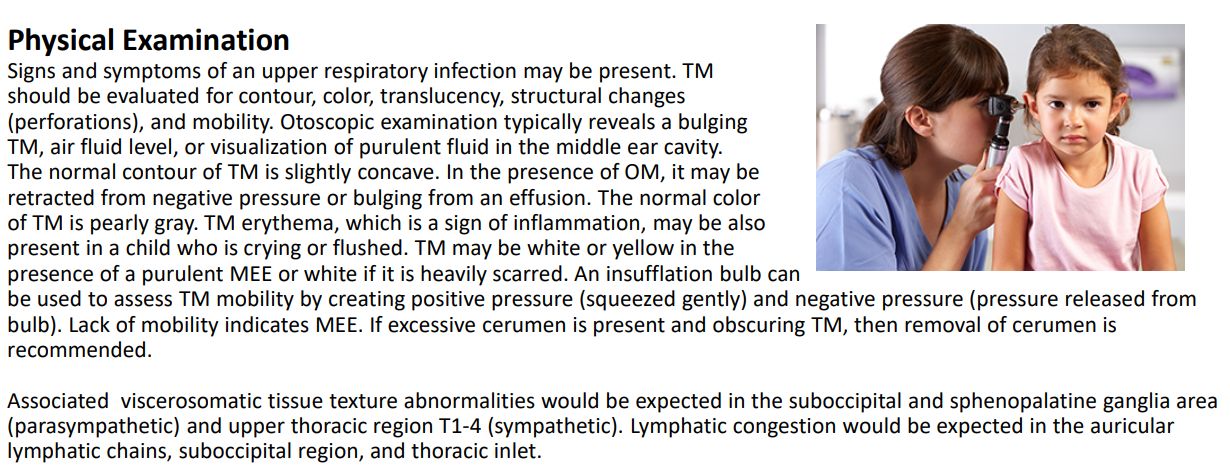 Physical Examination
Signs and symptoms of an upper respiratory infection may be present. TM
should be evaluated for contour, color, translucency, structural changes
(perforations), and mobility. Otoscopic examination typically reveals a bulging
TM, air fluid level, or visualization of purulent fluid in the middle ear cavity.
The normal contour of TM is slightly concave. In the presence of OM, it may be
retracted from negative pressure or bulging from an effusion. The normal color
of TM is pearly gray. TM erythema, which is a sign of inflammation, may be also
present in a child who is crying or flushed. TM may be white or yellow in the
presence of a purulent MEE or white if it is heavily scarred. An insufflation bulb can
be used to assess TM mobility by creating positive pressure (squeezed gently) and negative pressure (pressure released from
bulb). Lack of mobility indicates MEE. If excessive cerumen is present and obscuring TM, then removal of cerumen is
recommended.
Associated  viscerosomatic tissue texture abnormalities would be expected in the suboccipital and sphenopalatine ganglia area
(parasympathetic) and upper thoracic region T1-4 (sympathetic). Lymphatic congestion would be expected in the auricular
lymphatic chains, suboccipital region, and thoracic inlet.